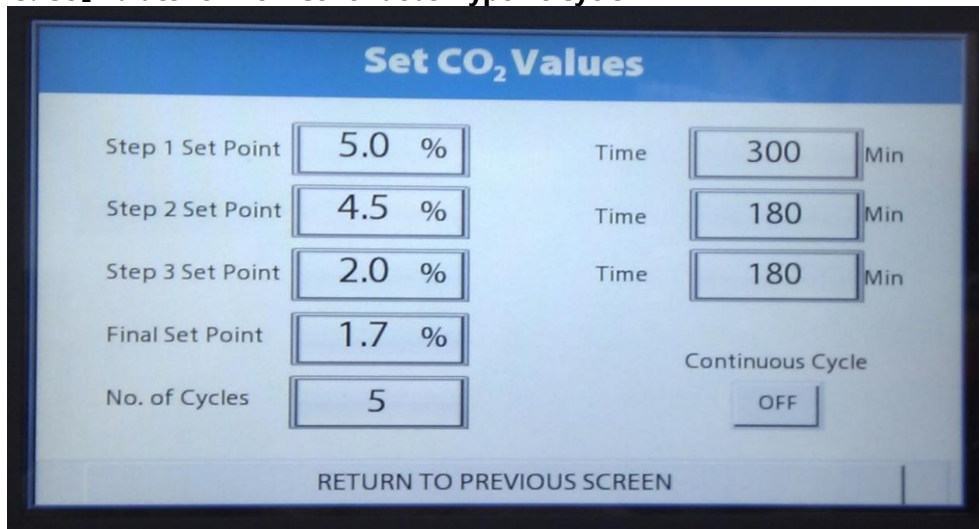 Set CO₂ Values
Step 1 Set Point 5.0 % Time 300 Min
Step 2 Set Point 4.5 % Time 180 Min
Step 3 Set Point 2.0 % Time 180 Min
Final Set Point 1.7 %
Continuous Cycle
No. of Cycles 5 OFF
RETURN TO PREVIOUS SCREEN